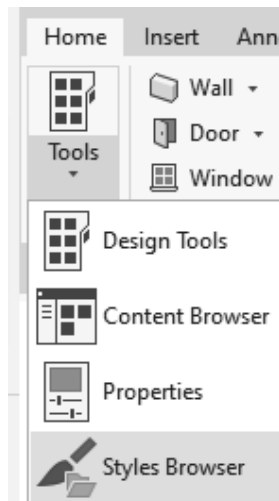 Home Insert Ann
Wall
Door
Tools
Window
Design Tools
Content Browser
Properties
Styles Browser